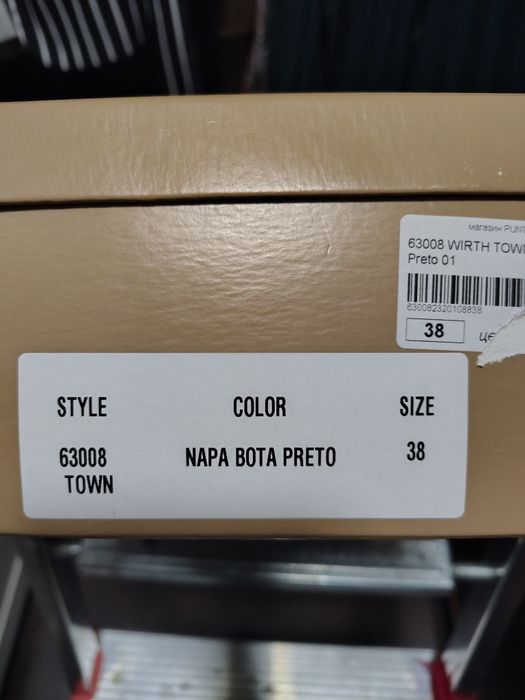 магазин
63008 WIRTH TOWN
Preto 01
630082320108838
38
STYLE COLOR SIZE
63008 NAPA BOTA PRETO 38
TOWN